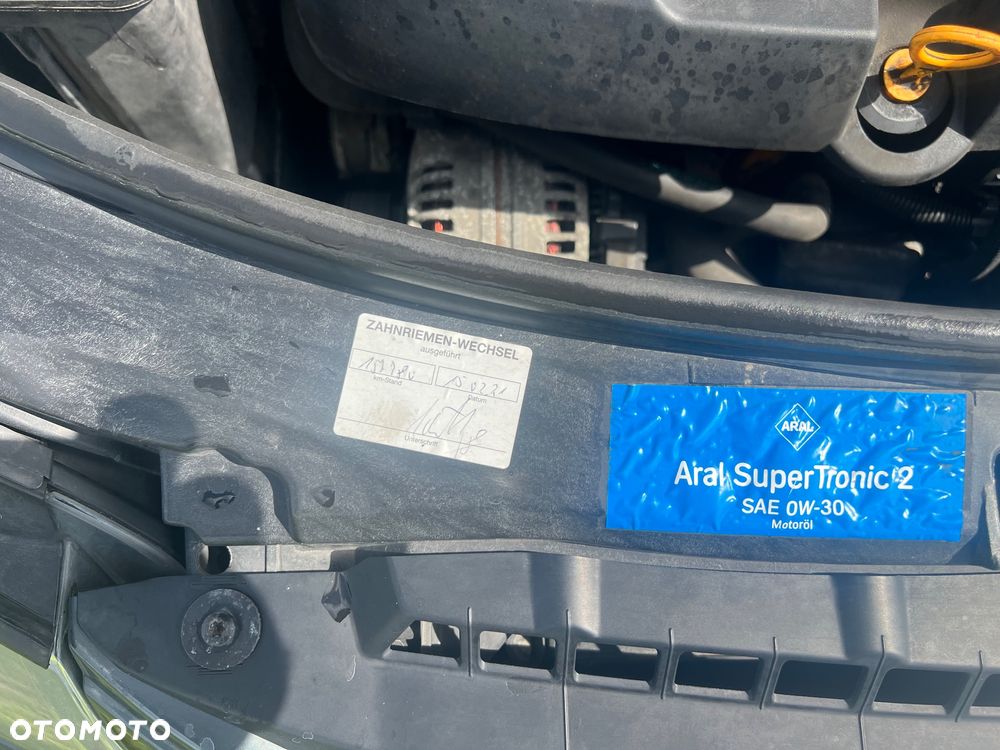 ZAHNRIEMEN-WECHSEL
ausgeführt
km-Stand
Datum
Unterschrift
ARAL
Aral SuperTronic 2
SAE 0W-30
Motoröl
OTOMOTO